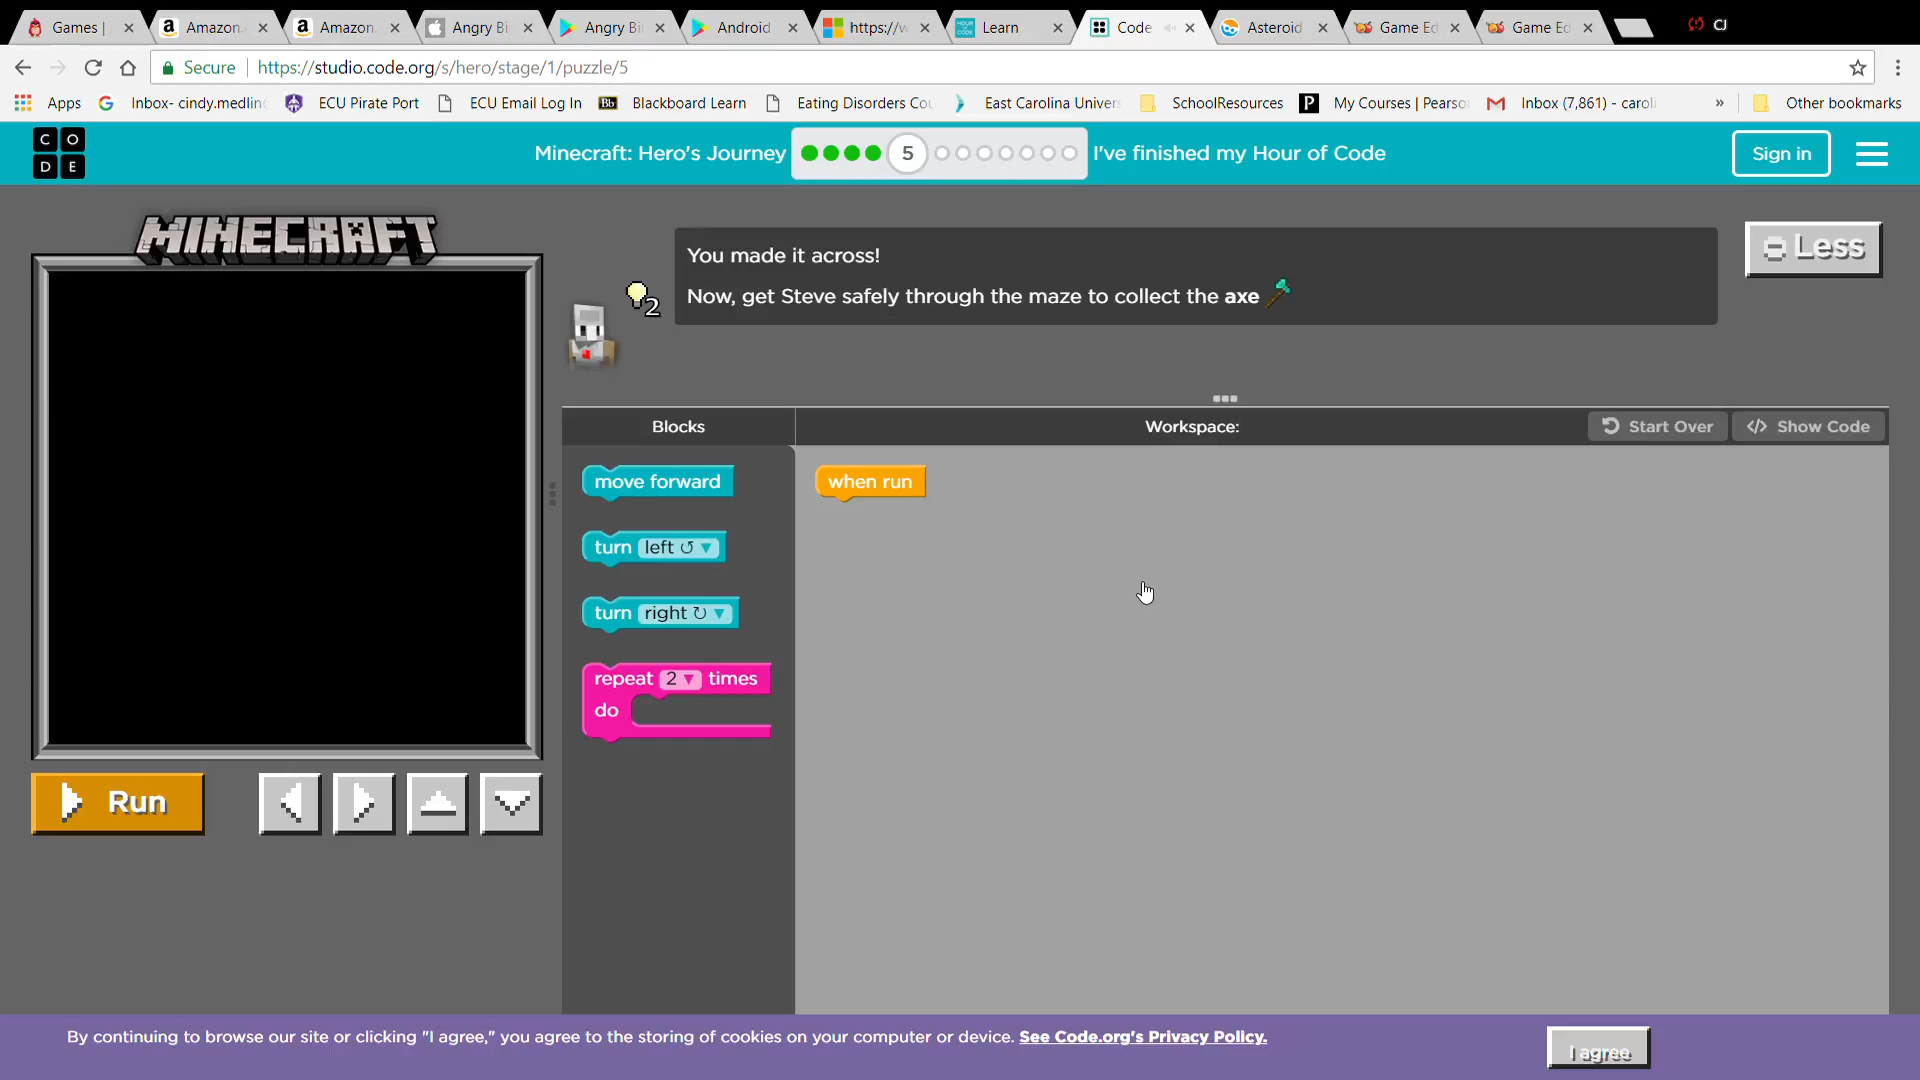 Games |
Amazon.
Amazon.
Angry Bi
Angry Bi
Android
https://w
Learn
Code
Asteroid
Game Ed
Game Ed
CJ
Secure
https://studio.code.org/s/hero/stage/1/puzzle/5
Apps
Inbox- cindy.medlin
ECU Pirate Port
ECU Email Log In
Bb
Blackboard Learn
Eating Disorders Co
East Carolina Univer
SchoolResources
P
My Courses | Pearso
Inbox (7,861) - caroli
»
Other bookmarks
C O
D E
Minecraft: Hero's Journey
5
I've finished my Hour of Code
Sign in
MINECRAFT
2
You made it across!
Now, get Steve safely through the maze to collect the axe
Less
Blocks
Workspace:
Start Over
</> Show Code
move forward
turn left ↺ ▼
turn right ↻ ▼
repeat 2 ▼ times
do
when run
Run
By continuing to browse our site or clicking "I agree," you agree to the storing of cookies on your computer or device. See Code.org's Privacy Policy.
I agree